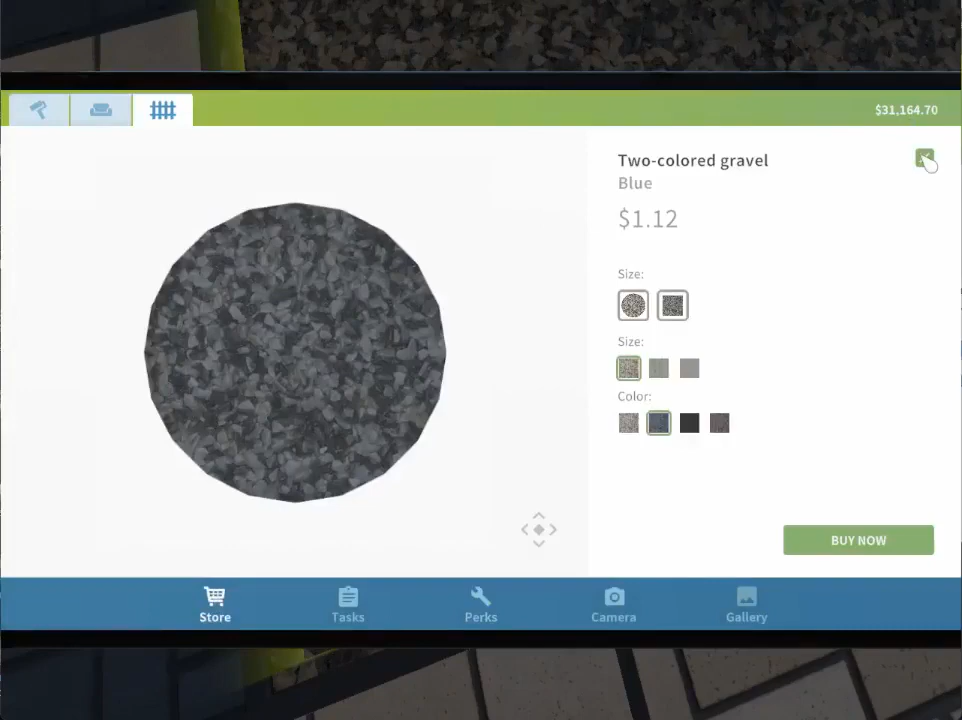 $31,164.70
Two-colored gravel
Blue
$1.12
Size:
Size:
Color:
BUY NOW
Store
Tasks
Perks
Camera
Gallery